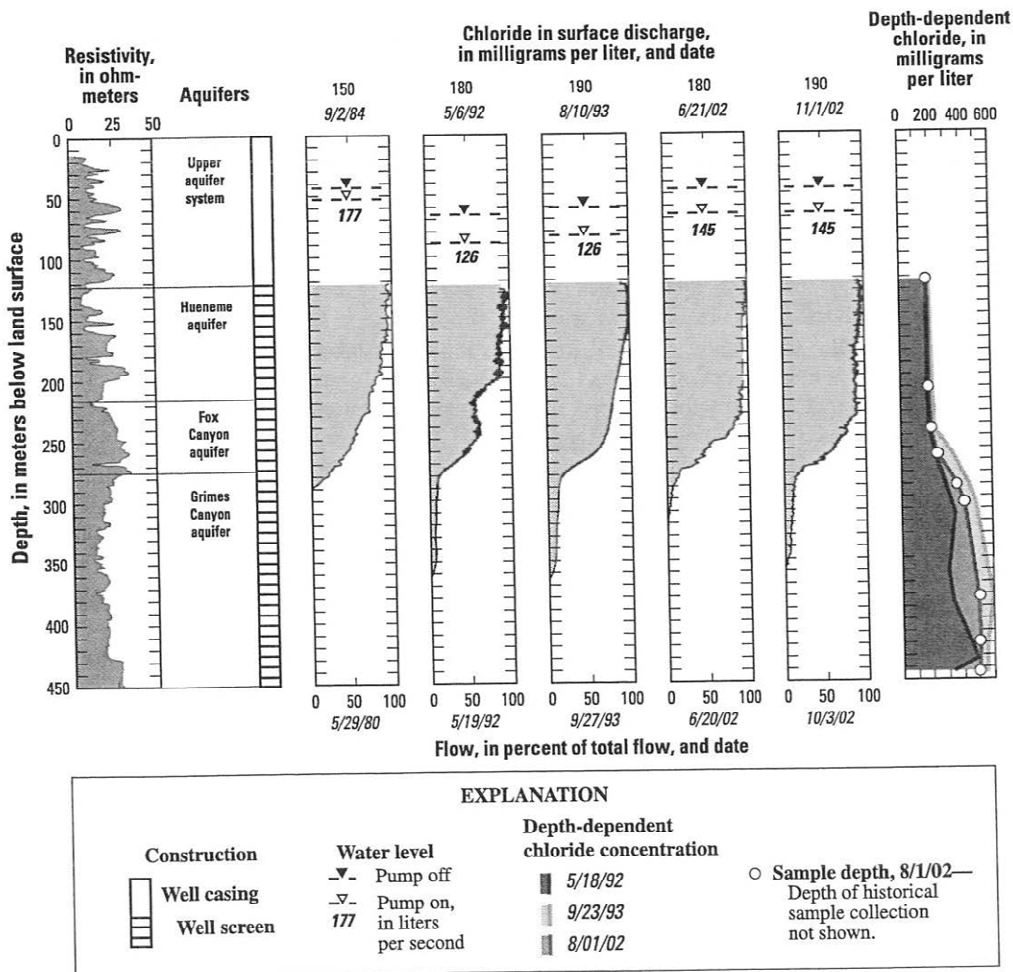 Chloride in surface discharge,
in milligrams per liter, and date
Depth-dependent
chloride, in
milligrams
per liter
Resistivity,
in ohm-
meters
Aquifers
150 180 190 180 190
9/2/84 5/6/92 8/10/93 6/21/02 11/1/02
0 25 50
0 200 400 600
Depth, in meters below land surface
0
50
100
150
200
250
300
350
400
450
Upper
aquifer
system
Hueneme
aquifer
Fox
Canyon
aquifer
Grimes
Canyon
aquifer
177
126
126
145
145
0 50 100 0 50 100 0 50 100 0 50 100 0 50 100
5/29/80 5/19/92 9/27/93 6/20/02 10/3/02
Flow, in percent of total flow, and date
EXPLANATION
Construction
Well casing
Well screen
Water level
Pump off
Pump on,
177 in liters
per second
Depth-dependent
chloride concentration
5/18/92
9/23/93
8/01/02
Sample depth, 8/1/02—
Depth of historical
sample collection
not shown.